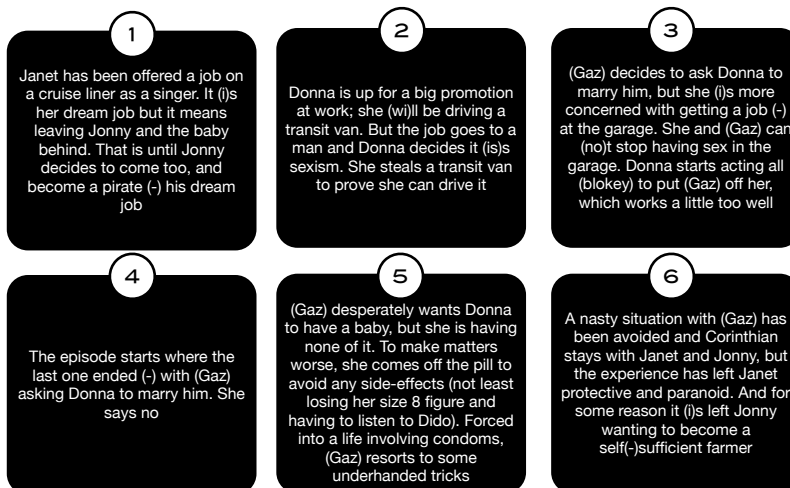 1
Janet has been offered a job on
a cruise liner as a singer. It (i)s
her dream job but it means
leaving Jonny and the baby
behind. That is until Jonny
decides to come too, and
become a pirate (-) his dream
job
2
Donna is up for a big promotion
at work; she (wi)ll be driving a
transit van. But the job goes to a
man and Donna decides it (is)s
sexism. She steals a transit van
to prove she can drive it
3
(Gaz) decides to ask Donna to
marry him, but she (i)s more
concerned with getting a job (-)
at the garage. She and (Gaz) can
(no)t stop having sex in the
garage. Donna starts acting all
(blokey) to put (Gaz) off her,
which works a little too well
4
The episode starts where the
last one ended (-) with (Gaz)
asking Donna to marry him. She
says no
5
(Gaz) desperately wants Donna
to have a baby, but she is having
none of it. To make matters
worse, she comes off the pill to
avoid any side-effects (not least
losing her size 8 figure and
having to listen to Dido). Forced
into a life involving condoms,
(Gaz) resorts to some
underhanded tricks
6
A nasty situation with (Gaz) has
been avoided and Corinthian
stays with Janet and Jonny, but
the experience has left Janet
protective and paranoid. And for
some reason it (i)s left Jonny
wanting to become a
self(-)sufficient farmer